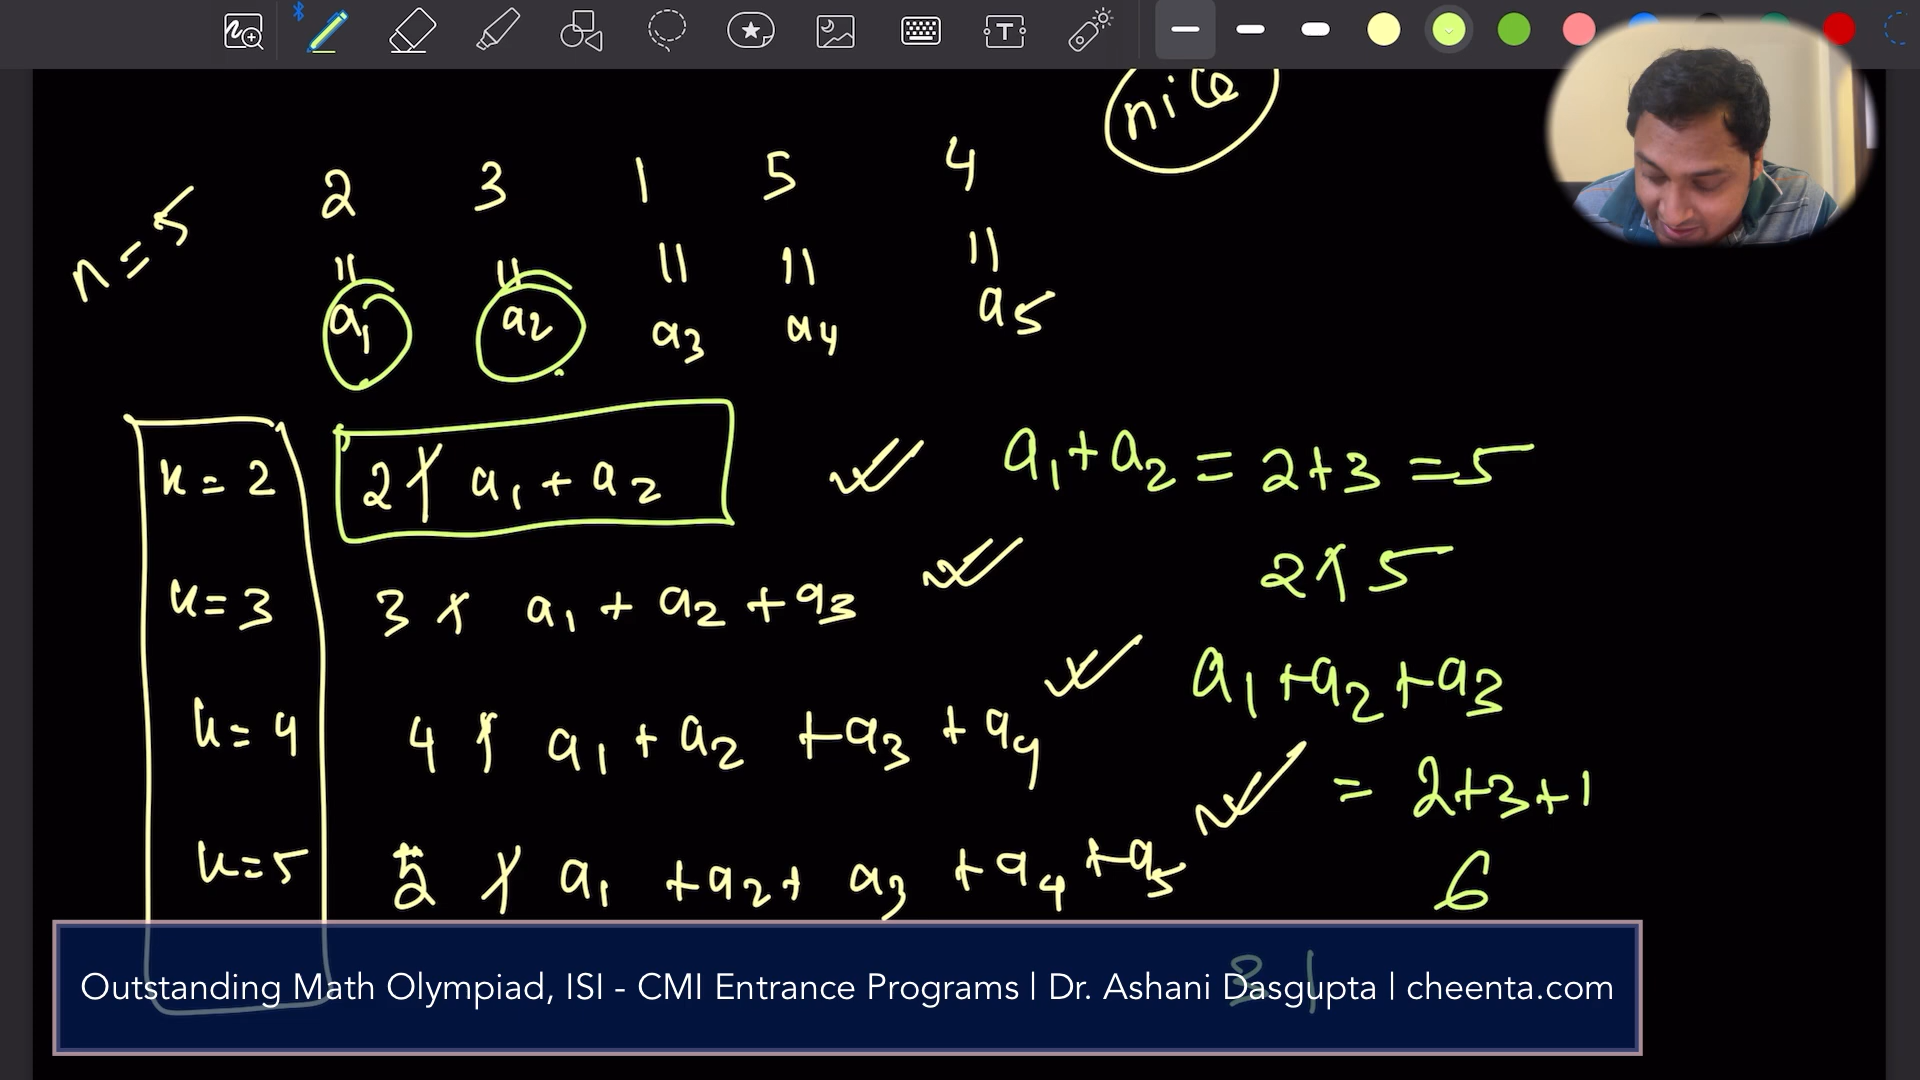 nice
n = 5 2 3 1 5 4
|| || || || ||
a₁ a₂ a₃ a₄ a₅
k = 2 2 ∤ a₁ + a₂ a₁ + a₂ = 2 + 3 = 5
2 ∤ 5
k = 3 3 ∤ a₁ + a₂ + a₃
a₁ + a₂ + a₃
k = 4 4 ∤ a₁ + a₂ + a₃ + a₄
= 2 + 3 + 1
k = 5 5 ∤ a₁ + a₂ + a₃ + a₄ + a₅
6
3 |
Outstanding Math Olympiad, ISI - CMI Entrance Programs | Dr. Ashani Dasgupta | cheenta.com